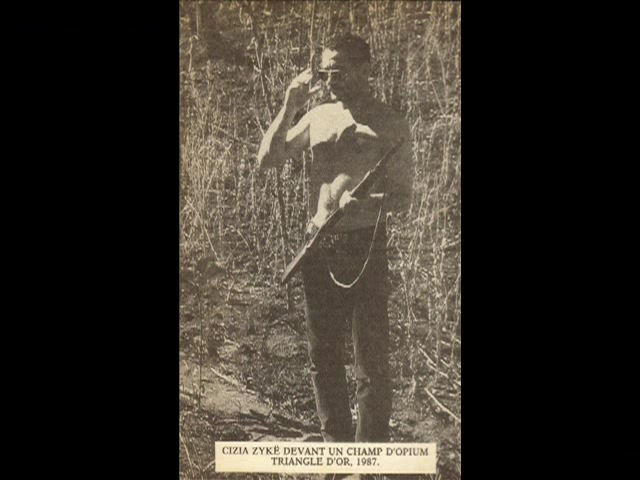 CIZIA ZYKË DEVANT UN CHAMP D'OPIUM
TRIANGLE D'OR, 1987.